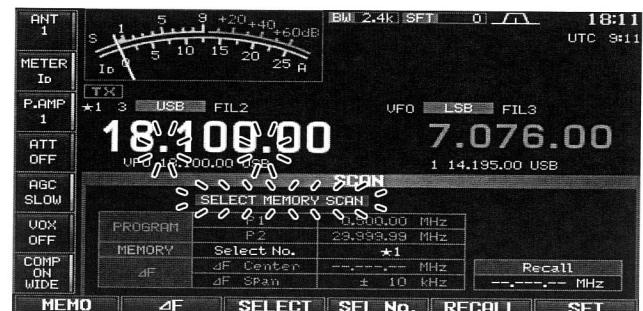 ANT 1
BW 2.4k SFT 0
18:11
UTC 9:11
S 1 5 9 +20 +40 +60dB
ID 0 5 10 15 20 25 A
METER ID
TX
P.AMP 1
★1 3 USB FIL2
VFO LSB FIL3
18.100.00
7.076.00
ATT OFF
1 14.195.00 USB
SCAN
AGC SLOW
SELECT MEMORY SCAN
VOX OFF
PROGRAM P1 0.500.00 MHz
P2 29.999.99 MHz
MEMORY Select No. ★1
COMP ON WIDE
ΔF ΔF Center --.---.-- MHz
ΔF Span ± 10 kHz
Recall
--.---.-- MHz
MEMO ΔF SELECT SEL No. RECALL SET